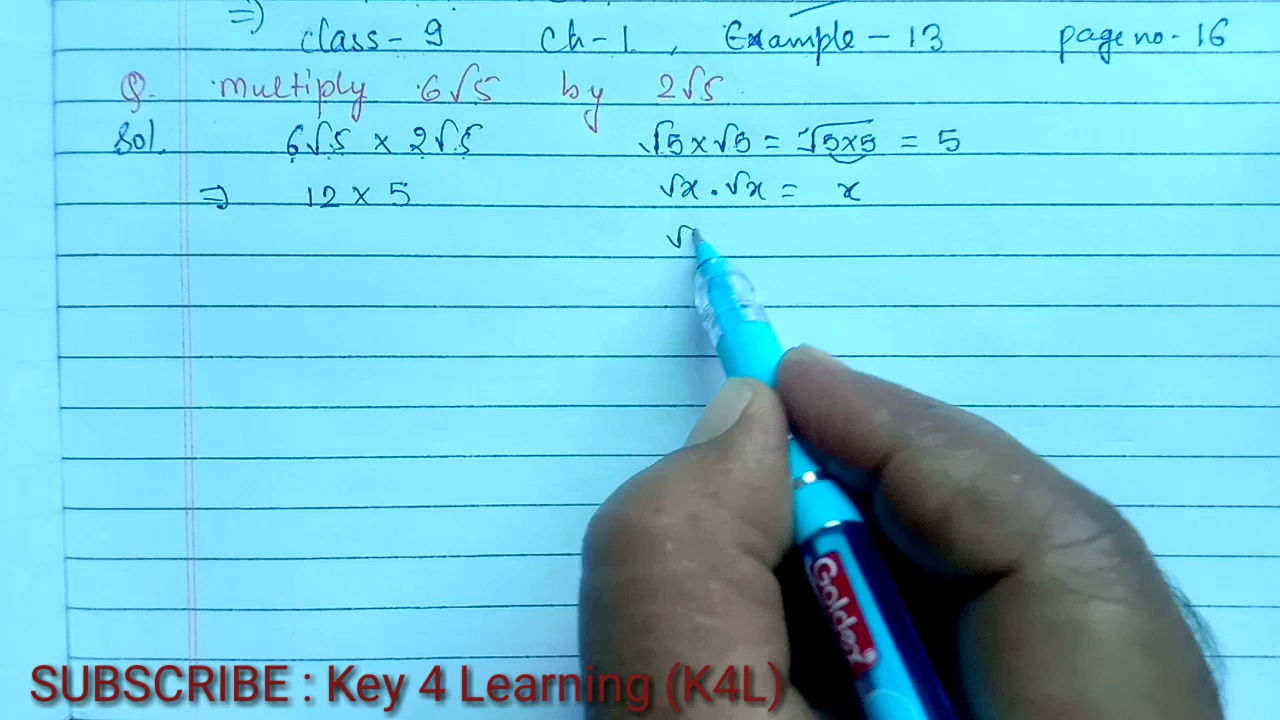 => class - 9 Ch - 1, Example - 13 page no - 16
Q. multiply 6√5 by 2√5.
Sol. 6√5 × 2√5 √5 × √5 = √5×5 = 5
=> 12 × 5 √x . √x = x
√
Goldex
SUBSCRIBE : Key 4 Learning (K4L)